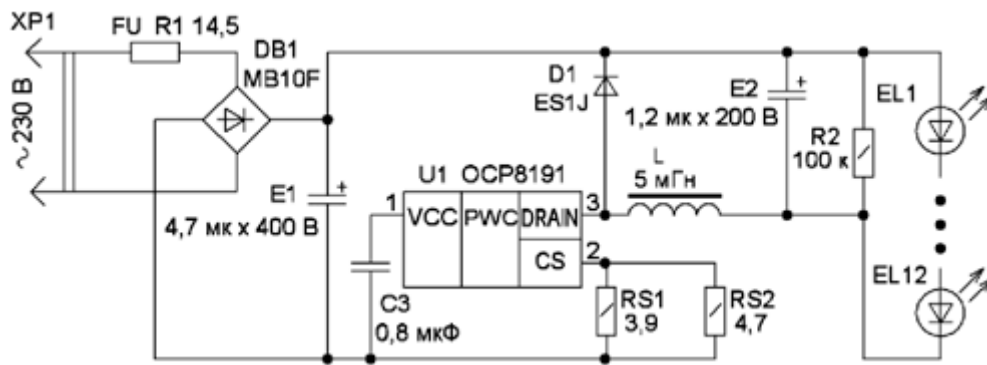 XP1
FU R1 14,5
DB1
MB10F
~230 В
E1
4,7 мк х 400 В
D1
ES1J
E2
+
1,2 мк х 200 В
R2
100 к
EL1
L
5 мГн
U1 OCP8191
1
VCC
PWC
DRAIN
3
CS
2
+
C3
0,8 мкФ
RS1
3,9
RS2
4,7
EL12